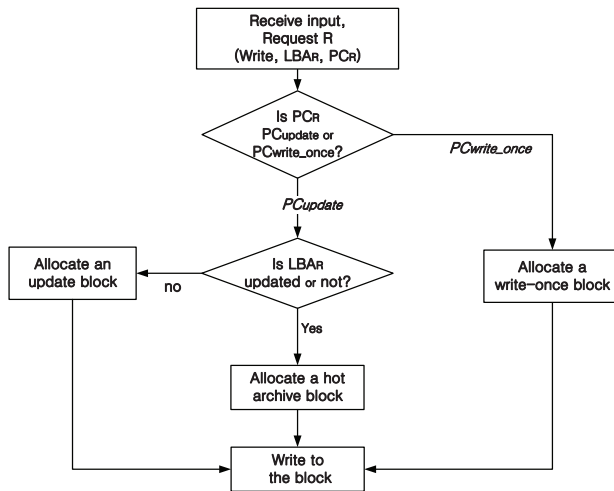 Receive input,
Request R
(Write, LBAR, PCR)
Is PCR
PCupdate or
PCwrite_once?
PCwrite_once
PCupdate
Allocate an
update block
no
Is LBAR
updated or not?
Allocate a
write-once block
Yes
Allocate a hot
archive block
Write to
the block